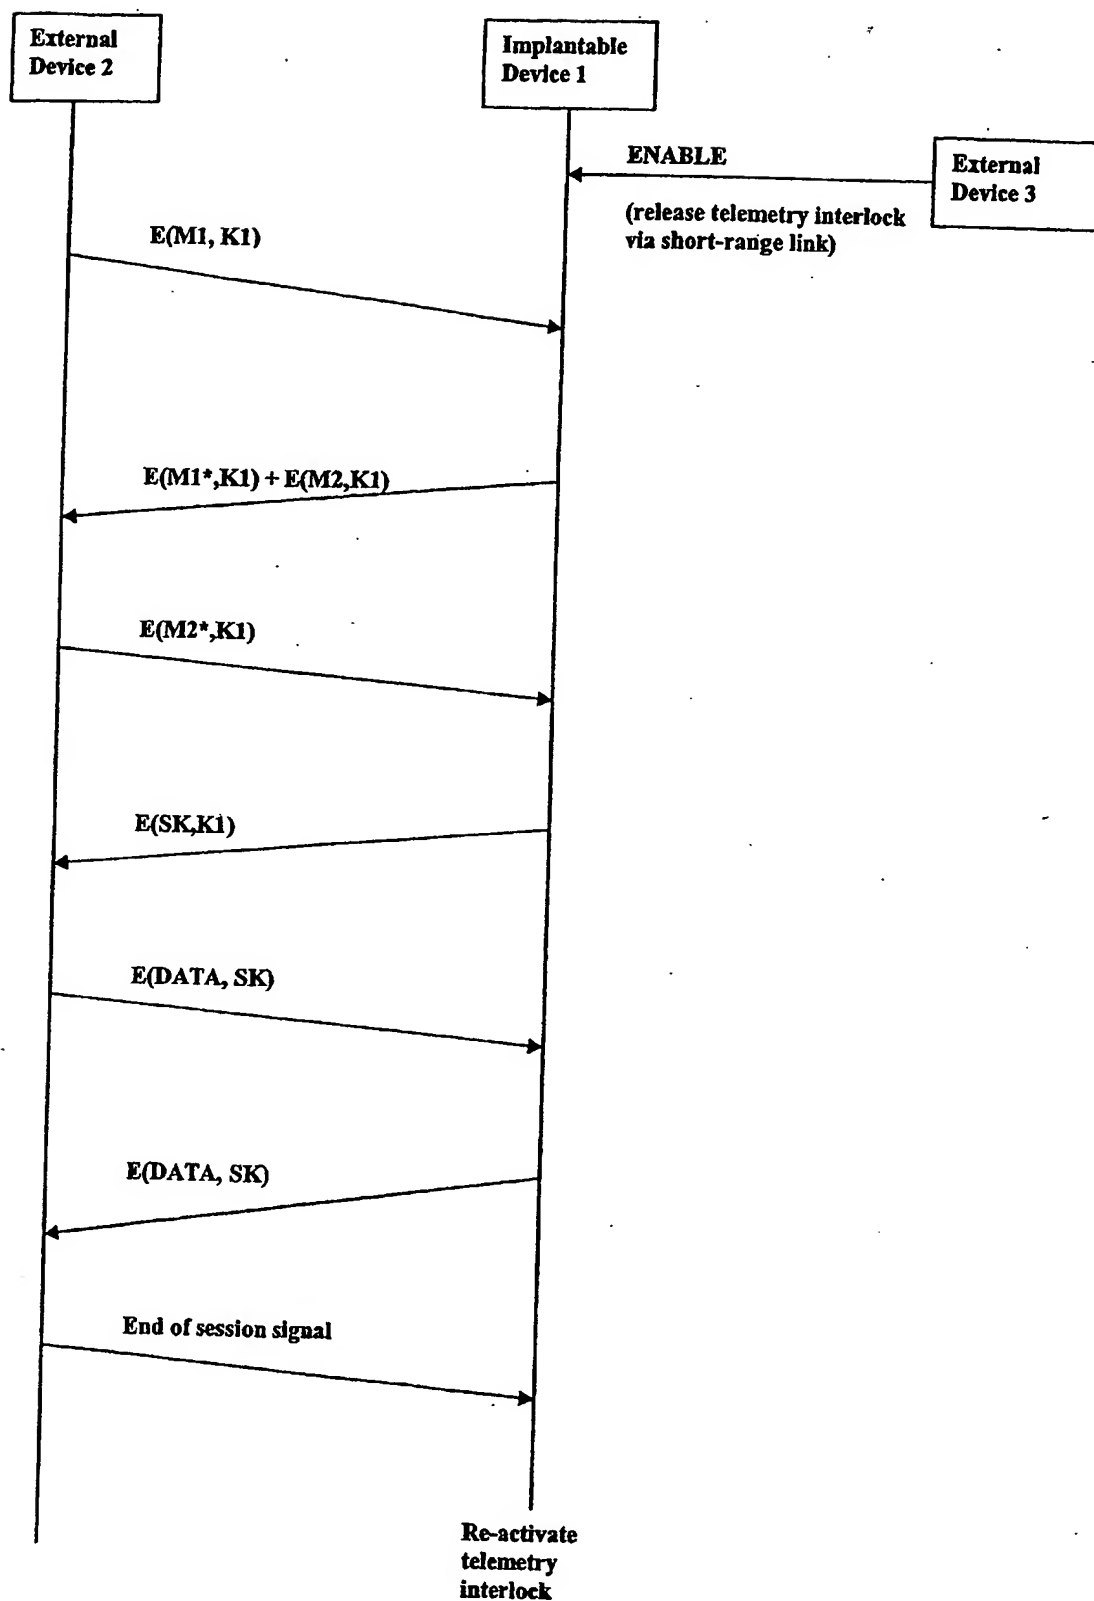 External
Device 2
Implantable
Device 1
ENABLE
External
Device 3
(release telemetry interlock
via short-range link)
E(M1, K1)
E(M1*,K1) + E(M2,K1)
E(M2*,K1)
E(SK,K1)
E(DATA, SK)
E(DATA, SK)
End of session signal
Re-activate
telemetry
interlock